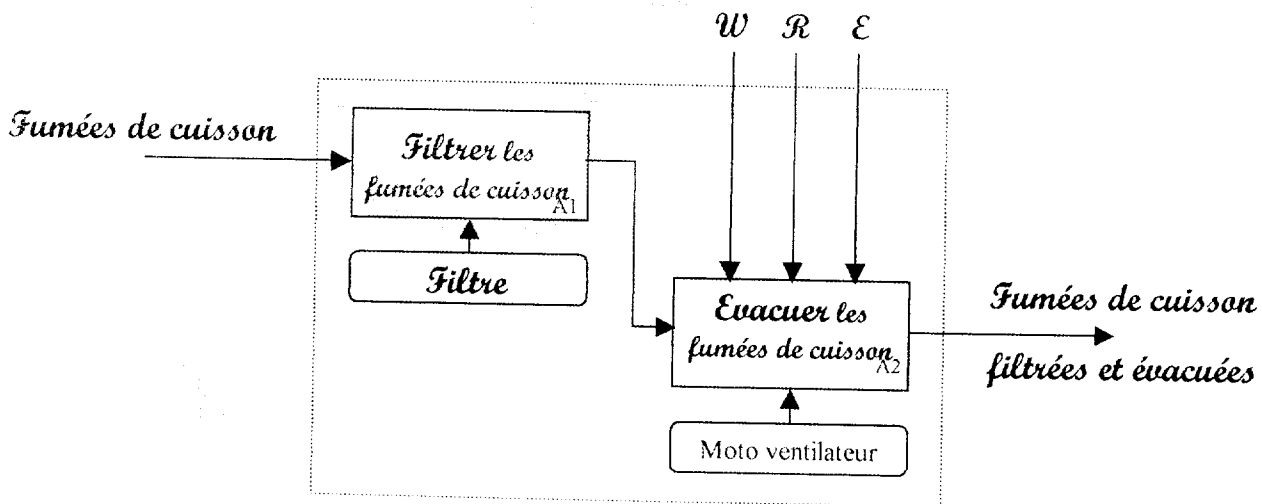 W R E
Fumées de cuisson
Filtrer les
fumées de cuisson
A1
Filtre
Evacuer les
fumées de cuisson
A2
Moto ventilateur
Fumées de cuisson
filtrées et évacuées